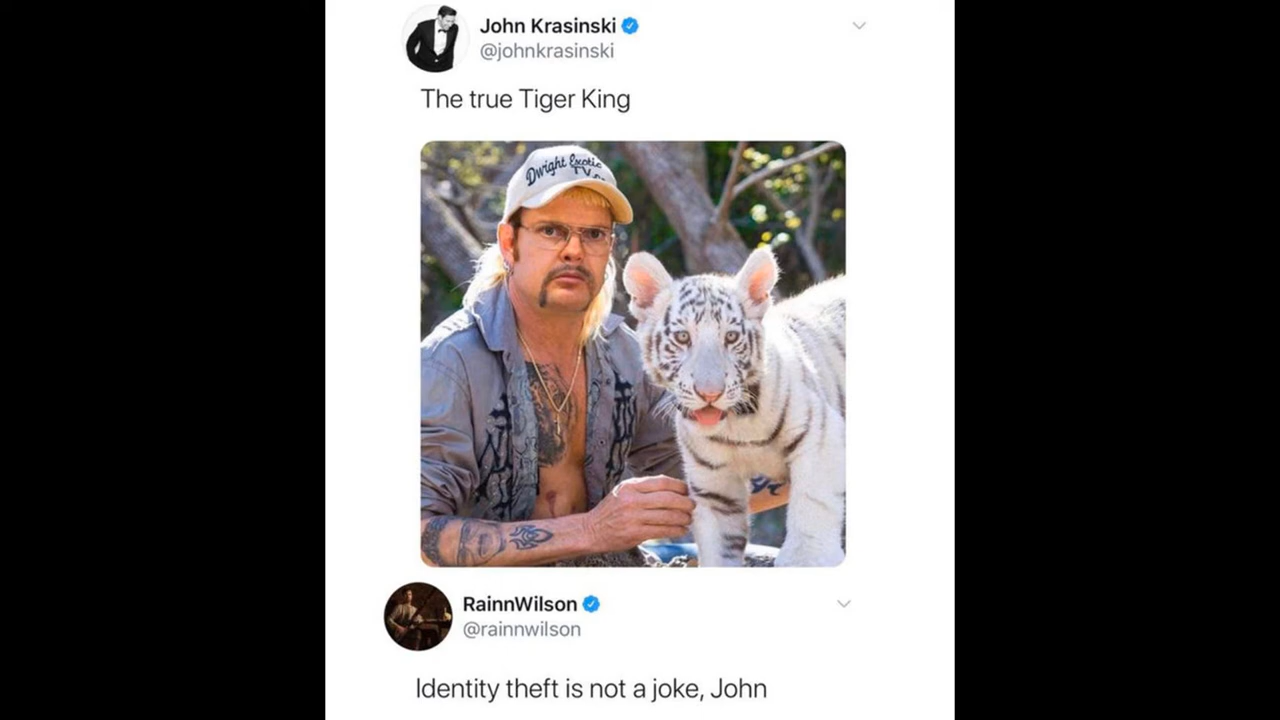 John Krasinski
@johnkrasinski
The true Tiger King
Dwight Exotic
TV
RainnWilson
@rainnwilson
Identity theft is not a joke, John